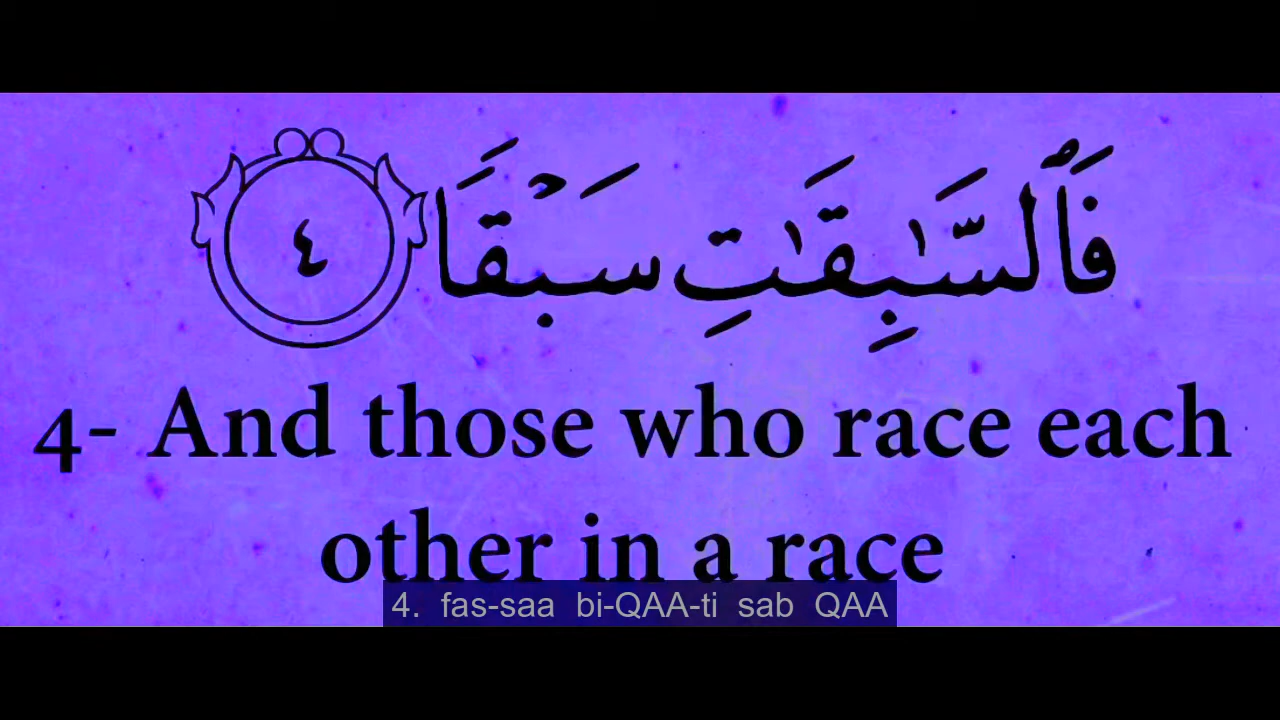 فَٱلسَّـٰبِقَـٰتِ سَبْقًا ٤
4- And those who race each
other in a race
4. fas-saa bi-QAA-ti sab QAA